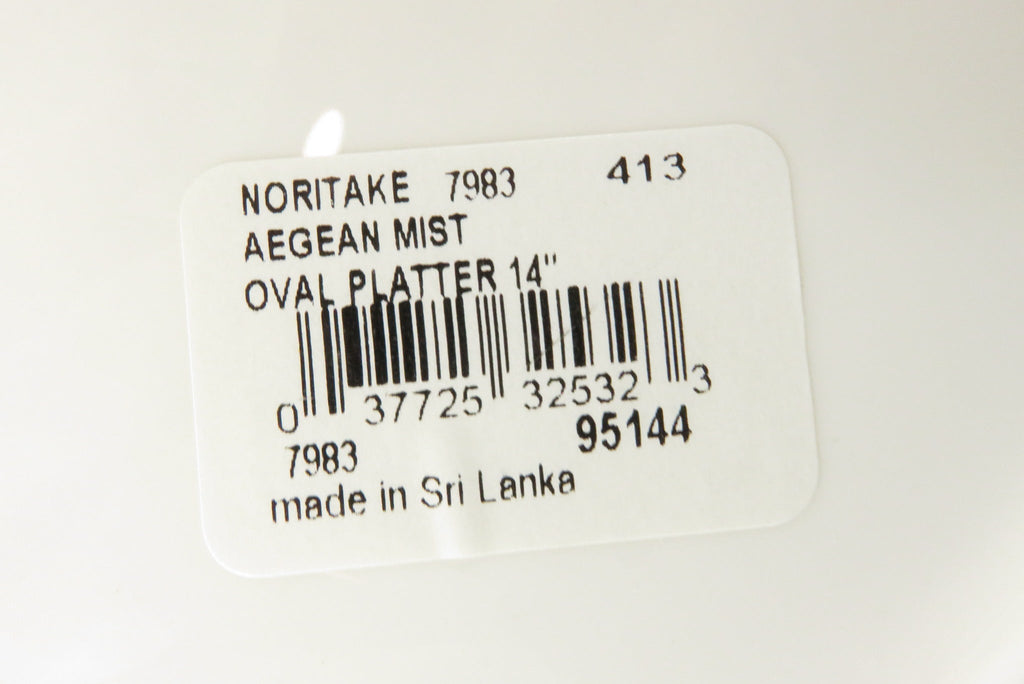 NORITAKE 7983 413
AEGEAN MIST
OVAL PLATTER 14"
0 37725 32532 3
7983 95144
made in Sri Lanka